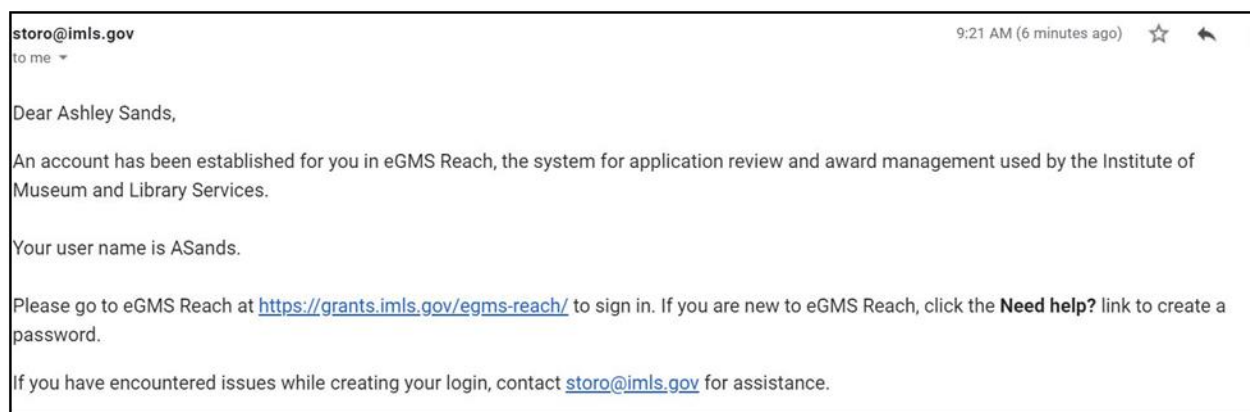 storo@imls.gov 9:21 AM (6 minutes ago)
to me
Dear Ashley Sands,
An account has been established for you in eGMS Reach, the system for application review and award management used by the Institute of
Museum and Library Services.
Your user name is ASands.
Please go to eGMS Reach at https://grants.imls.gov/egms-reach/ to sign in. If you are new to eGMS Reach, click the Need help? link to create a
password.
If you have encountered issues while creating your login, contact storo@imls.gov for assistance.